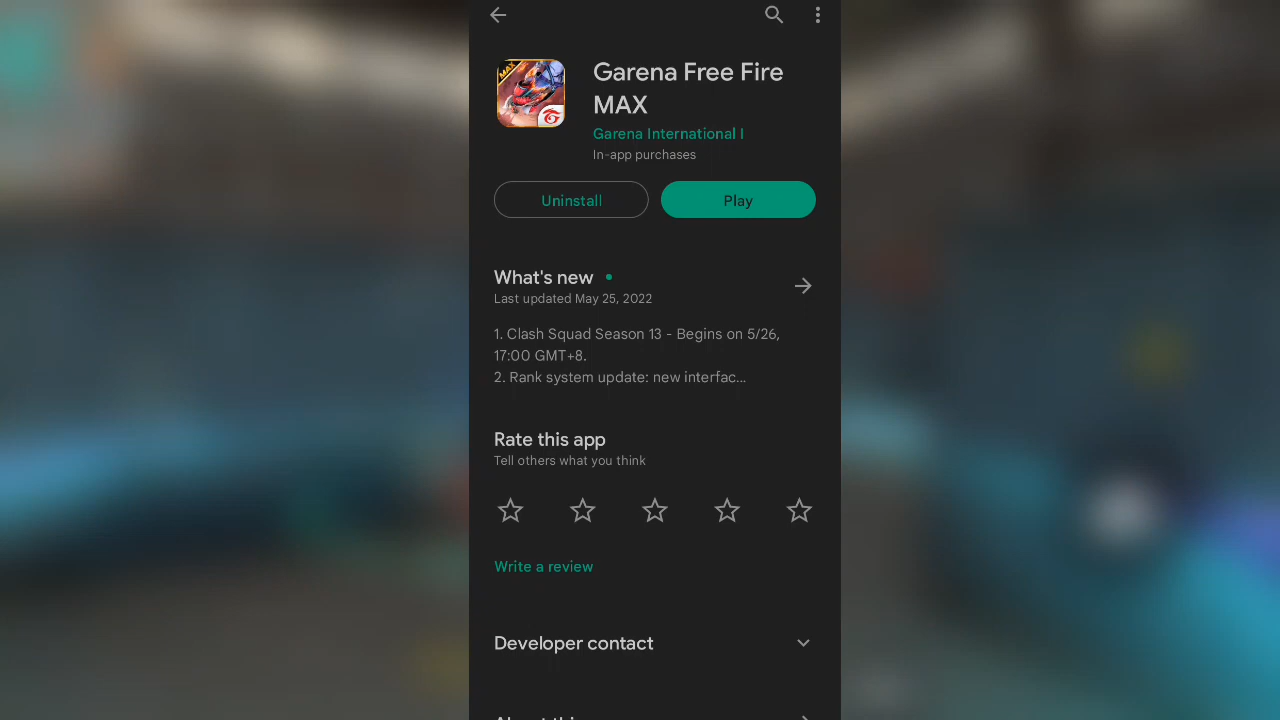 Garena Free Fire
MAX
Garena International I
In-app purchases
Uninstall
Play
What's new
Last updated May 25, 2022
1. Clash Squad Season 13 - Begins on 5/26,
17:00 GMT+8.
2. Rank system update: new interfac...
Rate this app
Tell others what you think
Write a review
Developer contact